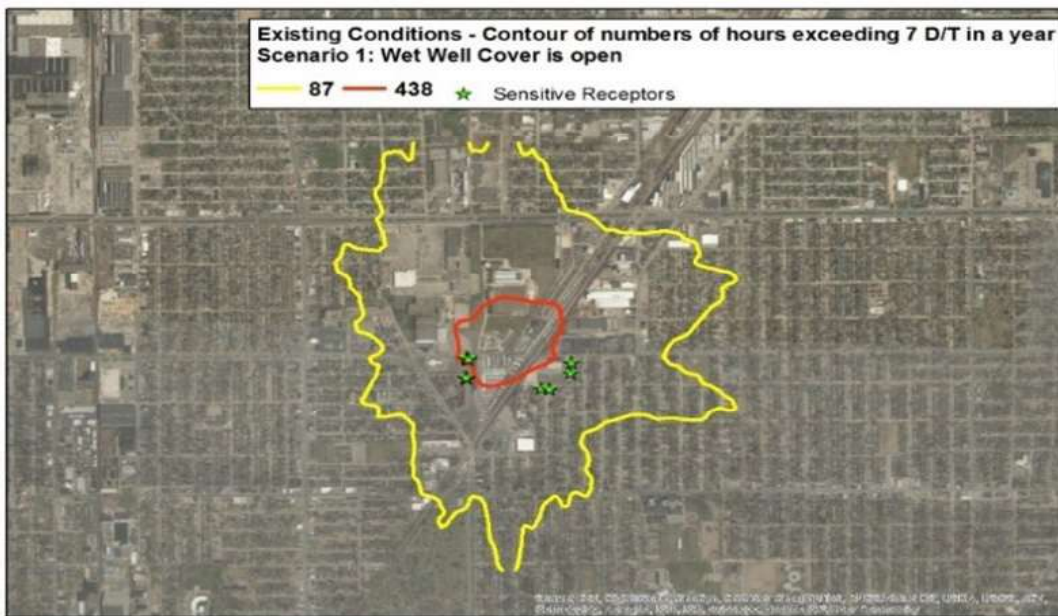 Existing Conditions - Contour of numbers of hours exceeding 7 D/T in a year
Scenario 1: Wet Well Cover is open
87 438 Sensitive Receptors